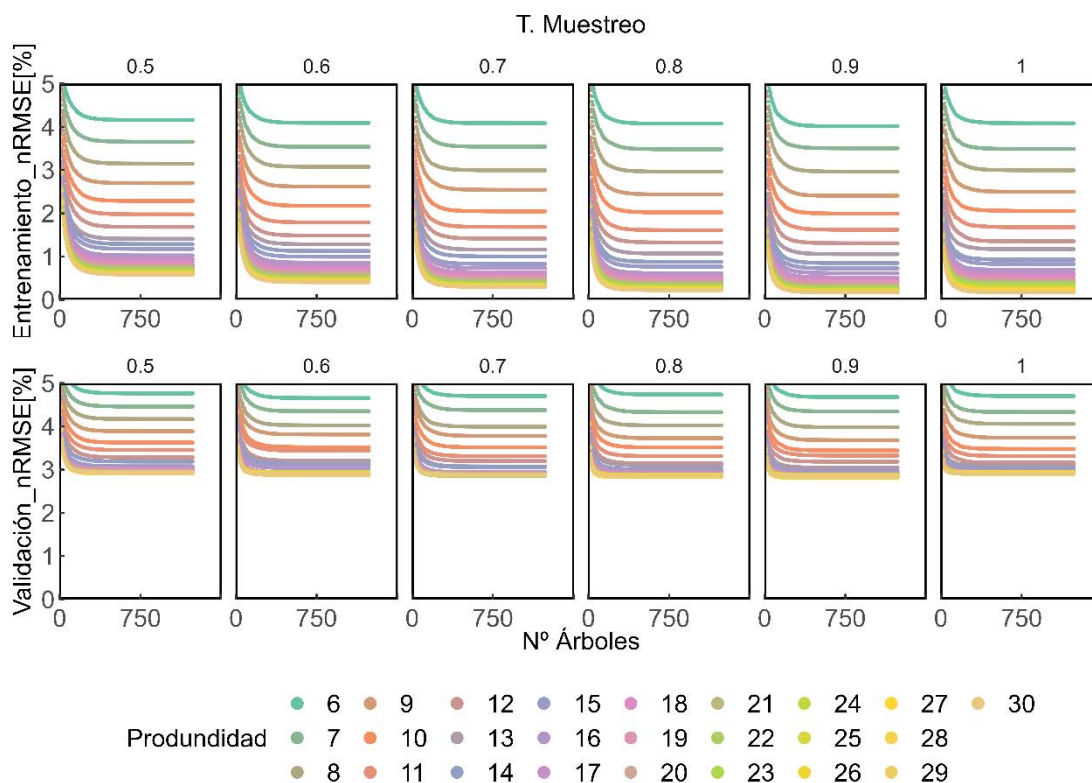 T. Muestreo
0.5 0.6 0.7 0.8 0.9 1
Entrenamiento_nRMSE[%]
5
4
3
2
1
0
0 750 0 750 0 750 0 750 0 750 0 750
0.5 0.6 0.7 0.8 0.9 1
Validación_nRMSE[%]
5
4
3
2
1
0
0 750 0 750 0 750 0 750 0 750 0 750
Nº Árboles
Produndidad
6 9 12 15 18 21 24 27 30
7 10 13 16 19 22 25 28
8 11 14 17 20 23 26 29